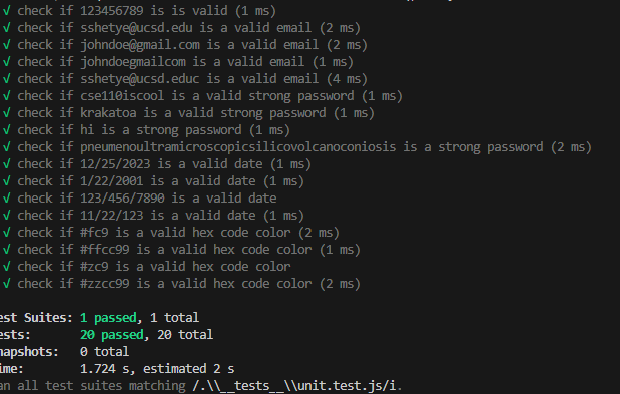 √ check if 123456789 is is valid (1 ms)
√ check if sshetye@ucsd.edu is a valid email (2 ms)
√ check if johndoe@gmail.com is a valid email (2 ms)
√ check if johndoegmailcom is a valid email (1 ms)
√ check if sshetye@ucsd.educ is a valid email (4 ms)
√ check if cse110iscool is a valid strong password (1 ms)
√ check if krakatoa is a valid strong password (1 ms)
√ check if hi is a strong password (1 ms)
√ check if pneumenoultramicroscopicsilicovolcanoconiosis is a strong password (2 ms)
√ check if 12/25/2023 is a valid date (1 ms)
√ check if 1/22/2001 is a valid date (1 ms)
√ check if 123/456/7890 is a valid date
√ check if 11/22/123 is a valid date (1 ms)
√ check if #fc9 is a valid hex code color (2 ms)
√ check if #ffcc99 is a valid hex code color (1 ms)
√ check if #zc9 is a valid hex code color
√ check if #zzcc99 is a valid hex code color (2 ms)
est Suites: 1 passed, 1 total
ests: 20 passed, 20 total
napshots: 0 total
ime: 1.724 s, estimated 2 s
an all test suites matching /.\\__tests__\\unit.test.js/i.